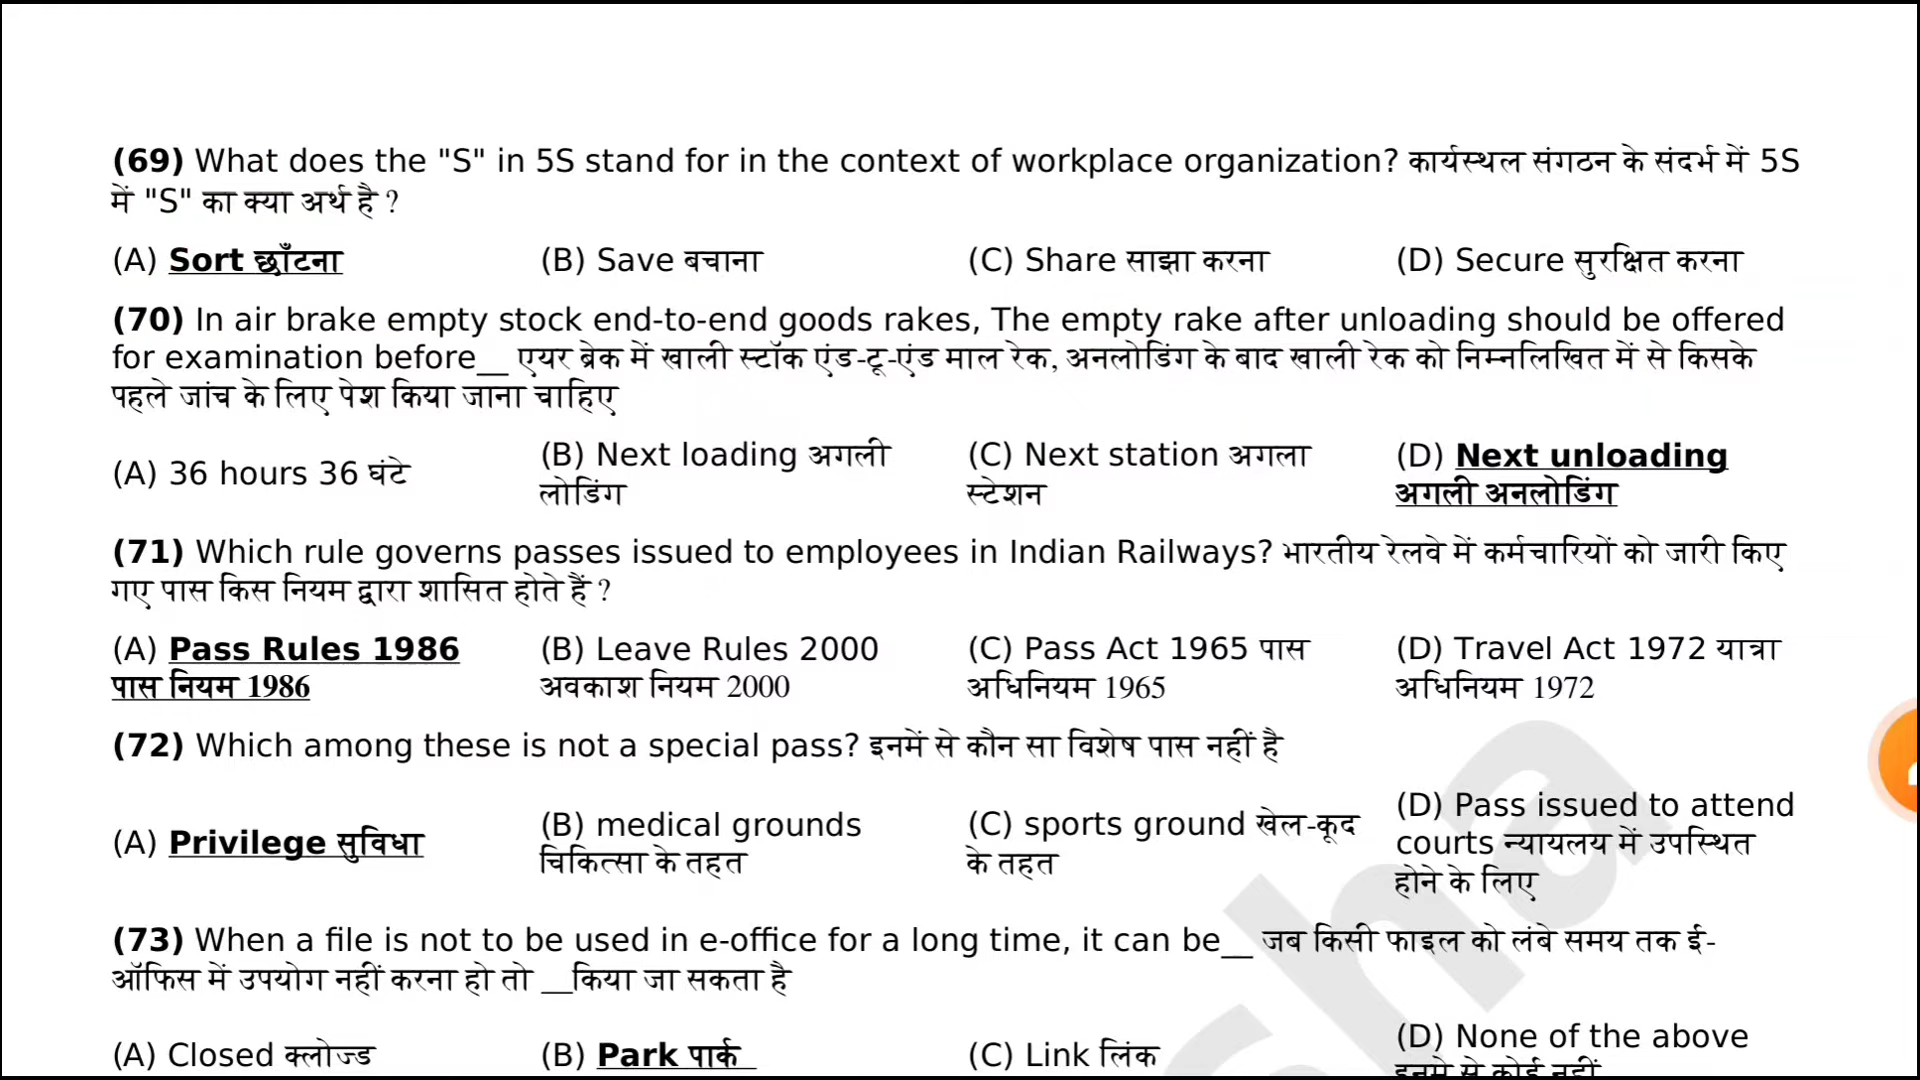 (69) What does the "S" in 5S stand for in the context of workplace organization? कार्यस्थल संगठन के संदर्भ में 5S
में "S" का क्या अर्थ है ?
(A) Sort छाँटना (B) Save बचाना (C) Share साझा करना (D) Secure सुरक्षित करना
(70) In air brake empty stock end-to-end goods rakes, The empty rake after unloading should be offered
for examination before__ एयर ब्रेक में खाली स्टॉक एंड-टू-एंड माल रेक, अनलोडिंग के बाद खाली रेक को निम्नलिखित में से किसके
पहले जांच के लिए पेश किया जाना चाहिए
(A) 36 hours 36 घंटे
(B) Next loading अगली
लोडिंग
(C) Next station अगला
स्टेशन
(D) Next unloading
अगली अनलोडिंग
(71) Which rule governs passes issued to employees in Indian Railways? भारतीय रेलवे में कर्मचारियों को जारी किए
गए पास किस नियम द्वारा शासित होते हैं ?
(A) Pass Rules 1986
पास नियम 1986
(B) Leave Rules 2000
अवकाश नियम 2000
(C) Pass Act 1965 पास
अधिनियम 1965
(D) Travel Act 1972 यात्रा
अधिनियम 1972
(72) Which among these is not a special pass? इनमें से कौन सा विशेष पास नहीं है
(A) Privilege सुविधा
(B) medical grounds
चिकित्सा के तहत
(C) sports ground खेल-कूद
के तहत
(D) Pass issued to attend
courts न्यायलय में उपस्थित
होने के लिए
(73) When a file is not to be used in e-office for a long time, it can be__ जब किसी फाइल को लंबे समय तक ई-
ऑफिस में उपयोग नहीं करना हो तो __किया जा सकता है
(A) Closed क्लोज्ड
(B) Park पार्क
(C) Link लिंक
(D) None of the above
इनमे से कोई नहीं
sha